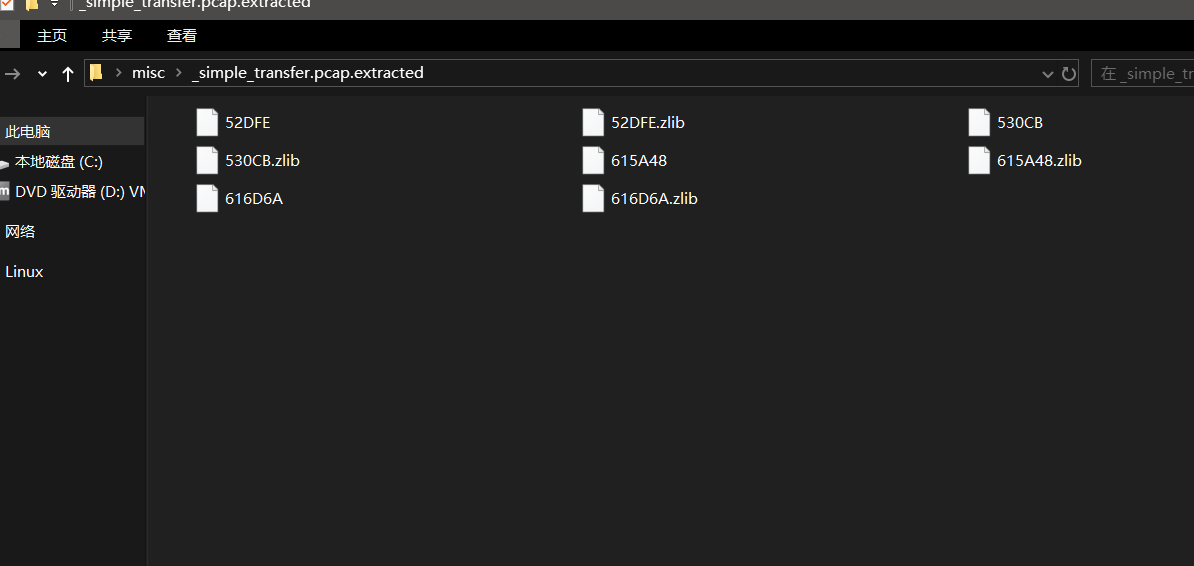 _simple_transfer.pcap.extracted
主页 共享 查看
misc _simple_transfer.pcap.extracted 在 _simple_tr
此电脑
本地磁盘 (C:)
DVD 驱动器 (D:) VM
网络
Linux
52DFE 52DFE.zlib 530CB
530CB.zlib 615A48 615A48.zlib
616D6A 616D6A.zlib